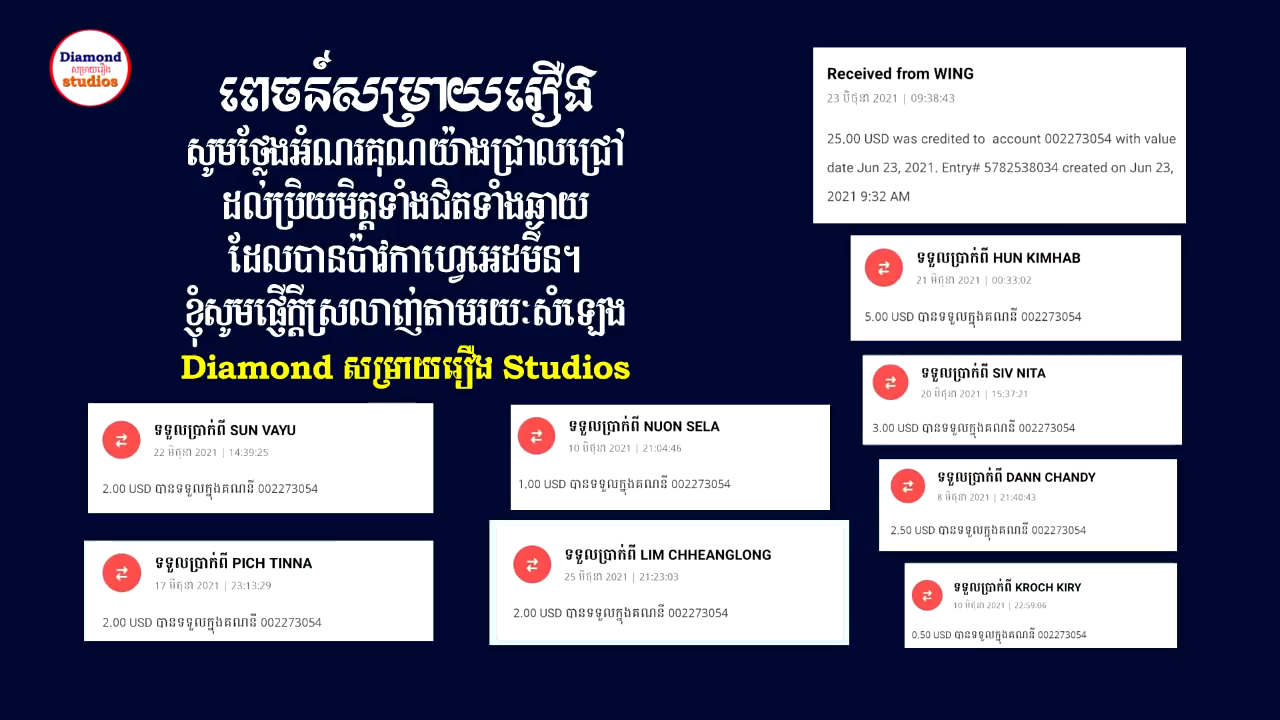 Diamond
សម្រាយរឿង
studios
ពេចន៍សម្រាយរឿង
សូមថ្លែងអំណរគុណយ៉ាងជ្រាលជ្រៅ
ដល់ប្រិយមិត្តទាំងជិតទាំងឆ្ងាយ
ដែលបានប៉ាវកាហ្វេអេដមីន។
ខ្ញុំសូមផ្ញើក្តីស្រលាញ់តាមរយៈសំឡេង
Diamond សម្រាយរឿង Studios
Received from WING
23 មិថុនា 2021 | 09:38:43
25.00 USD was credited to account 002273054 with value
date Jun 23, 2021. Entry# 5782538034 created on Jun 23,
2021 9:32 AM
ទទួលប្រាក់ពី HUN KIMHAB
21 មិថុនា 2021 | 00:33:02
5.00 USD បានទទួលក្នុងគណនី 002273054
ទទួលប្រាក់ពី SIV NITA
20 មិថុនា 2021 | 15:37:21
3.00 USD បានទទួលក្នុងគណនី 002273054
ទទួលប្រាក់ពី SUN VAYU
22 មិថុនា 2021 | 14:39:25
2.00 USD បានទទួលក្នុងគណនី 002273054
ទទួលប្រាក់ពី NUON SELA
10 មិថុនា 2021 | 21:04:46
1.00 USD បានទទួលក្នុងគណនី 002273054
ទទួលប្រាក់ពី DANN CHANDY
8 មិថុនា 2021 | 21:40:43
2.50 USD បានទទួលក្នុងគណនី 002273054
ទទួលប្រាក់ពី PICH TINNA
17 មិថុនា 2021 | 23:13:29
2.00 USD បានទទួលក្នុងគណនី 002273054
ទទួលប្រាក់ពី LIM CHHEANGLONG
25 មិថុនា 2021 | 21:23:03
2.00 USD បានទទួលក្នុងគណនី 002273054
ទទួលប្រាក់ពី KROCH KIRY
10 មិថុនា 2021 | 22:59:06
0.50 USD បានទទួលក្នុងគណនី 002273054